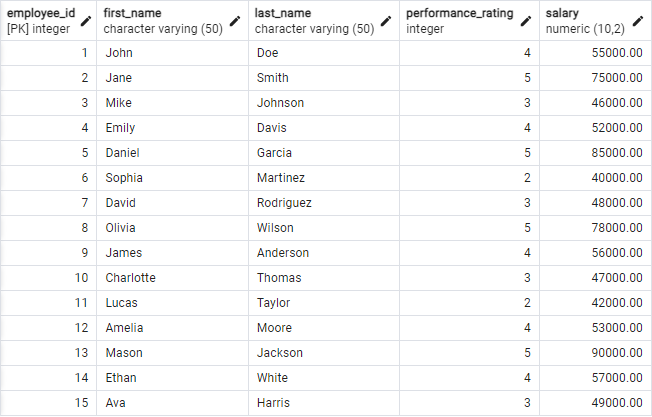 employee_id first_name last_name performance_rating salary
[PK] integer character varying (50) character varying (50) integer numeric (10,2)
1 John Doe 4 55000.00
2 Jane Smith 5 75000.00
3 Mike Johnson 3 46000.00
4 Emily Davis 4 52000.00
5 Daniel Garcia 5 85000.00
6 Sophia Martinez 2 40000.00
7 David Rodriguez 3 48000.00
8 Olivia Wilson 5 78000.00
9 James Anderson 4 56000.00
10 Charlotte Thomas 3 47000.00
11 Lucas Taylor 2 42000.00
12 Amelia Moore 4 53000.00
13 Mason Jackson 5 90000.00
14 Ethan White 4 57000.00
15 Ava Harris 3 49000.00